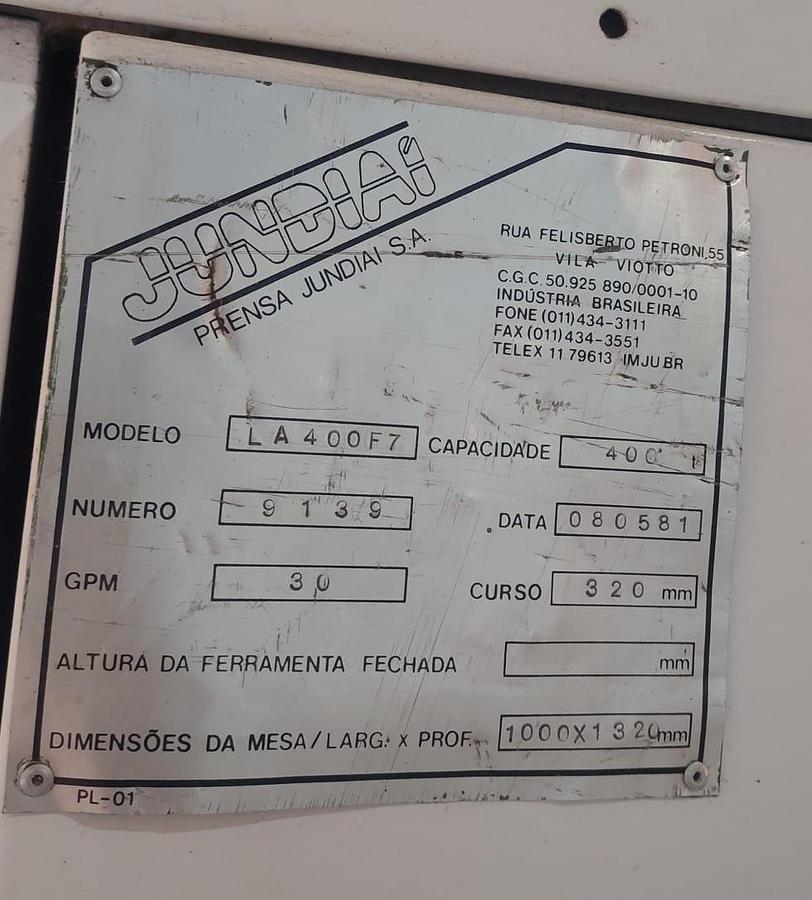 JUNDIAÍ
PRENSA JUNDIAI S.A.
RUA FELISBERTO PETRONI,55
VILA VIOTTO
C.G.C. 50.925 890/0001-10
INDÚSTRIA BRASILEIRA
FONE (011) 434-3111
FAX (011) 434-3551
TELEX 11 79613 IMJU BR
MODELO LA400F7 CAPACIDADE 400 t
NUMERO 9139 DATA 080581
GPM 30 CURSO 320 mm
ALTURA DA FERRAMENTA FECHADA mm
DIMENSÕES DA MESA/LARG. X PROF. 1000X1320mm
PL-01